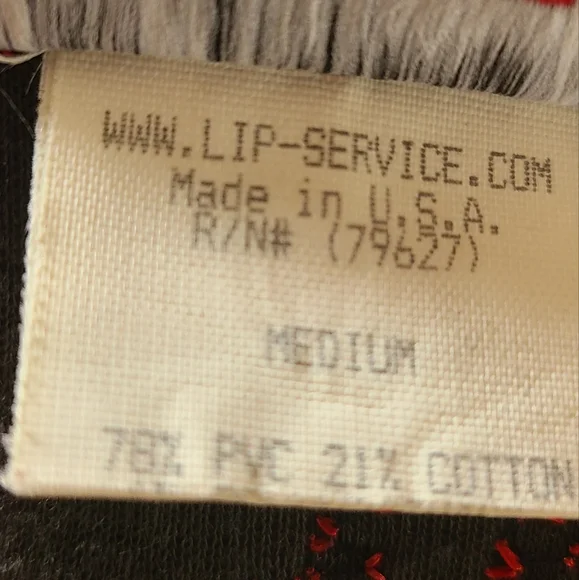 WWW.LIP-SERVICE.COM
Made in U.S.A.
R/N# (79627)
MEDIUM
78% PVC 21% COTTON